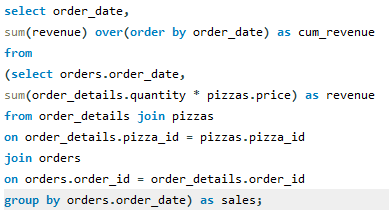 select order_date,
sum(revenue) over(order by order_date) as cum_revenue
from
(select orders.order_date,
sum(order_details.quantity * pizzas.price) as revenue
from order_details join pizzas
on order_details.pizza_id = pizzas.pizza_id
join orders
on orders.order_id = order_details.order_id
group by orders.order_date) as sales;